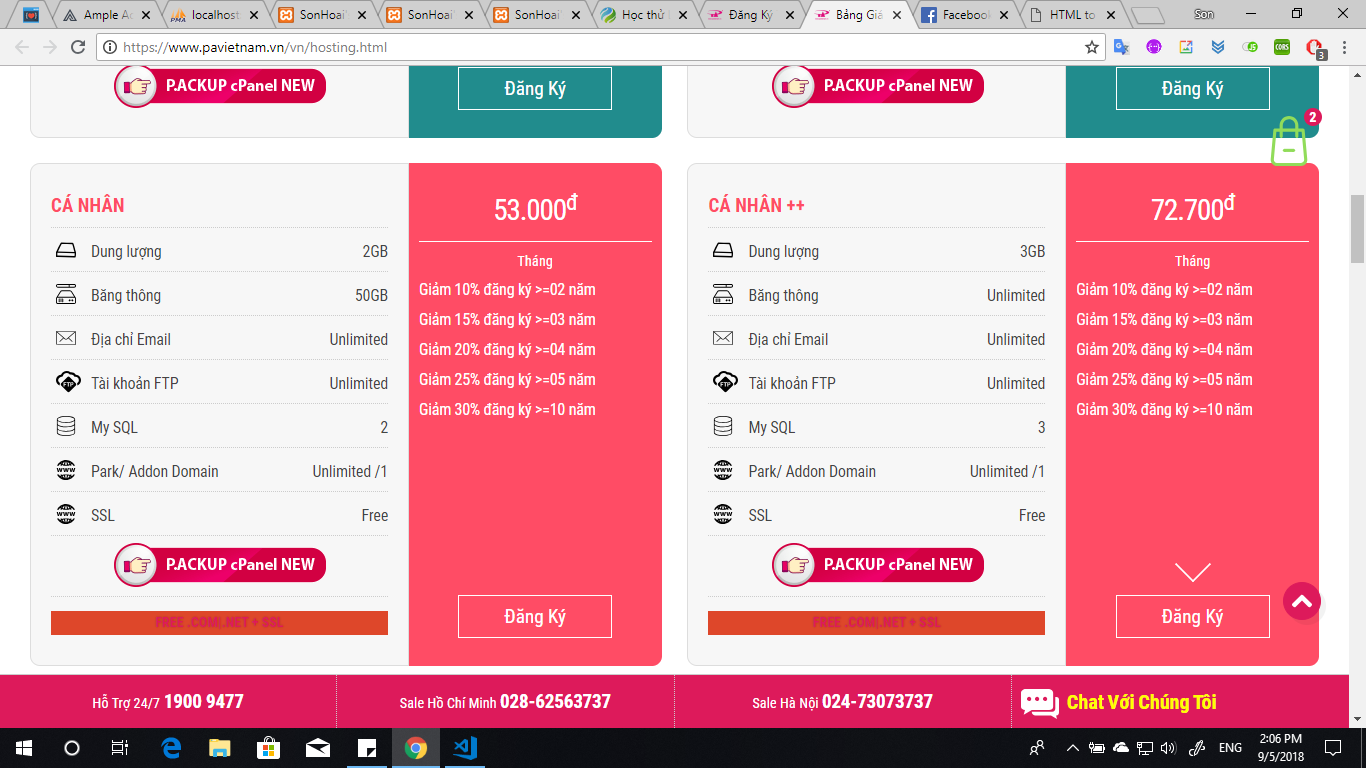 Ample Ad
localhost
SonHoai
SonHoai
SonHoai
Học thử
Đăng Ký
Bảng Giá
Facebook
HTML to
Son
https://www.pavietnam.vn/vn/hosting.html
3
P.ACKUP cPanel NEW
Đăng Ký
P.ACKUP cPanel NEW
Đăng Ký
2
CÁ NHÂN
Dung lượng 2GB
Băng thông 50GB
Địa chỉ Email Unlimited
Tài khoản FTP Unlimited
My SQL 2
Park/ Addon Domain Unlimited /1
SSL Free
P.ACKUP cPanel NEW
FREE .COM|.NET + SSL
53.000đ
Tháng
Giảm 10% đăng ký >=02 năm
Giảm 15% đăng ký >=03 năm
Giảm 20% đăng ký >=04 năm
Giảm 25% đăng ký >=05 năm
Giảm 30% đăng ký >=10 năm
Đăng Ký
CÁ NHÂN ++
Dung lượng 3GB
Băng thông Unlimited
Địa chỉ Email Unlimited
Tài khoản FTP Unlimited
My SQL 3
Park/ Addon Domain Unlimited /1
SSL Free
P.ACKUP cPanel NEW
FREE .COM|.NET + SSL
72.700đ
Tháng
Giảm 10% đăng ký >=02 năm
Giảm 15% đăng ký >=03 năm
Giảm 20% đăng ký >=04 năm
Giảm 25% đăng ký >=05 năm
Giảm 30% đăng ký >=10 năm
Đăng Ký
Hỗ Trợ 24/7 1900 9477
Sale Hồ Chí Minh 028-62563737
Sale Hà Nội 024-73073737
Chat Với Chúng Tôi
ENG
2:06 PM
9/5/2018